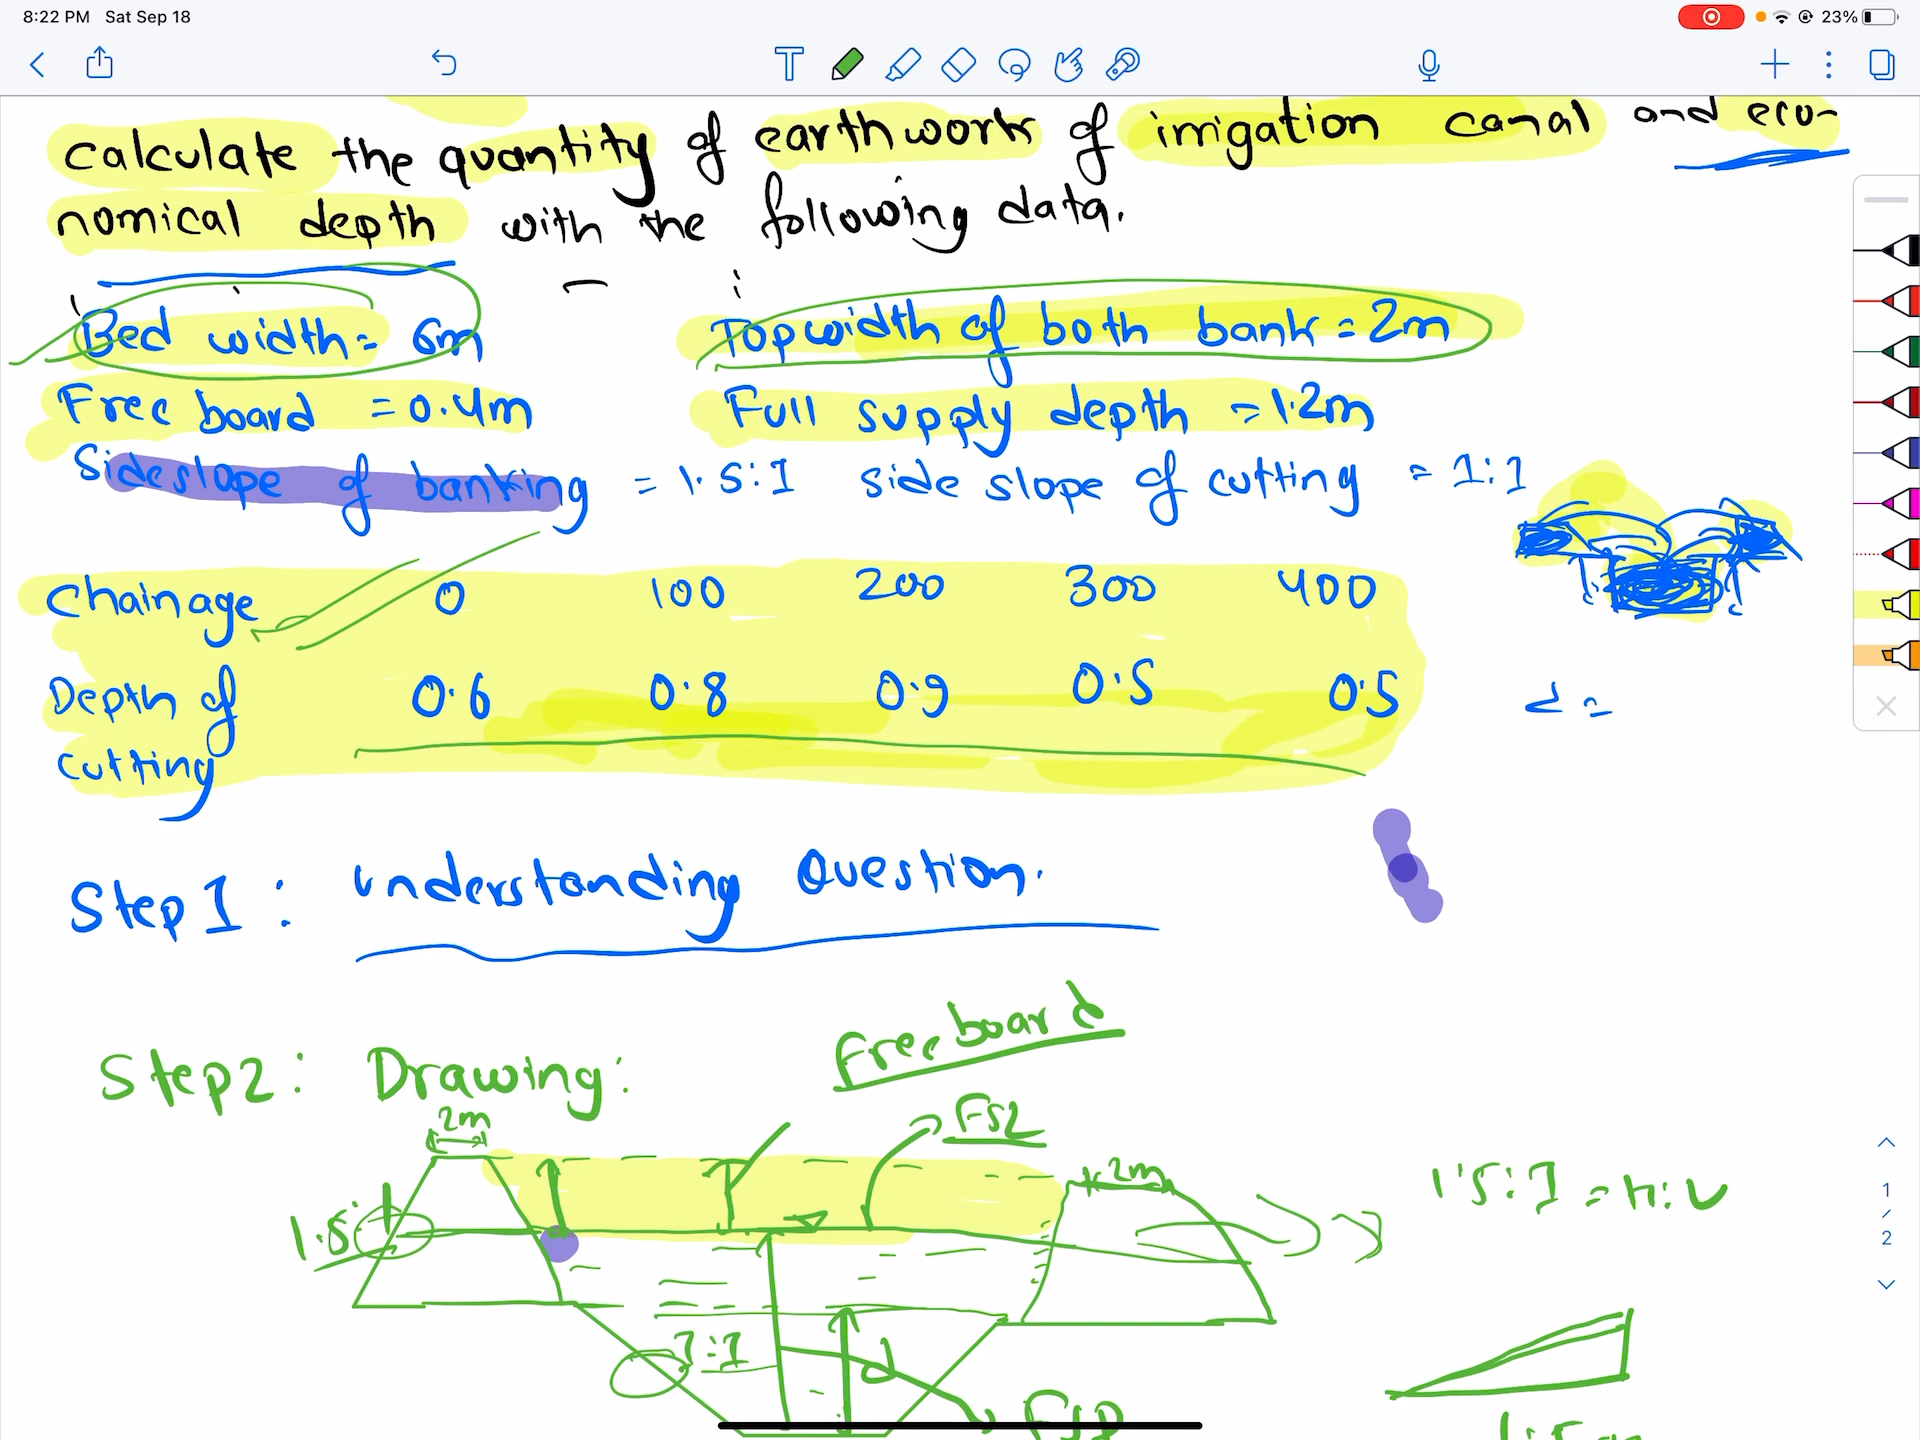 8:22 PM Sat Sep 18
23%
calculate the quantity of earthwork of irrigation canal and eco-
nomical depth with the following data.
Bed width = 6m Top width of both bank = 2m
Free board = 0.4m Full supply depth = 1.2m
Side slope of banking = 1.5:1 side slope of cutting = 1:1
Chainage 0 100 200 300 400
Depth of 0.6 0.8 0.9 0.5 0.5
cutting
d =
Step 1 : understanding Question.
Step 2 : Drawing :
Free board
2m
FSL
2m
1.5:1
1.5:1 = H:V
1
2
1:1
d
FSD